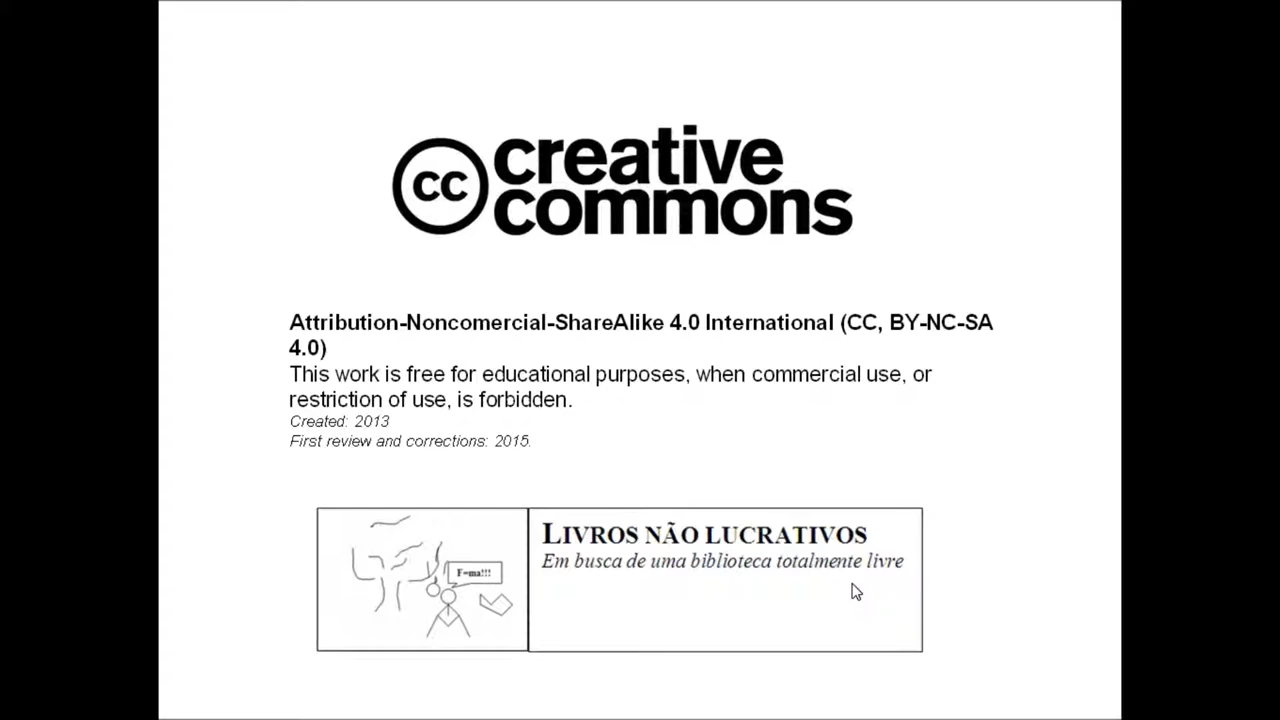 cc creative
commons
Attribution-Noncomercial-ShareAlike 4.0 International (CC, BY-NC-SA
4.0)
This work is free for educational purposes, when commercial use, or
restriction of use, is forbidden.
Created: 2013
First review and corrections: 2015.
F=ma!!!
LIVROS NÃO LUCRATIVOS
Em busca de uma biblioteca totalmente livre